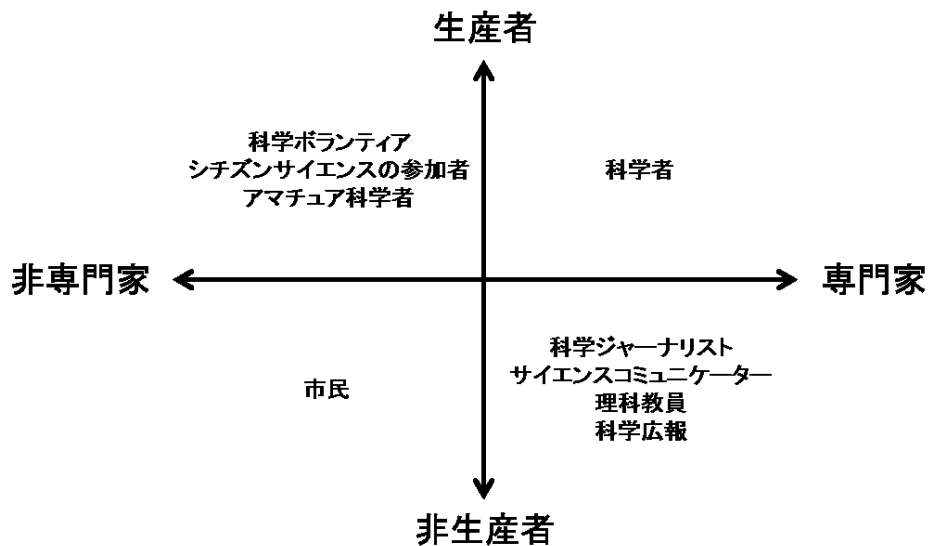 生産者
科学ボランティア
シチズンサイエンスの参加者
アマチュア科学者
科学者
非専門家
専門家
市民
科学ジャーナリスト
サイエンスコミュニケーター
理科教員
科学広報
非生産者